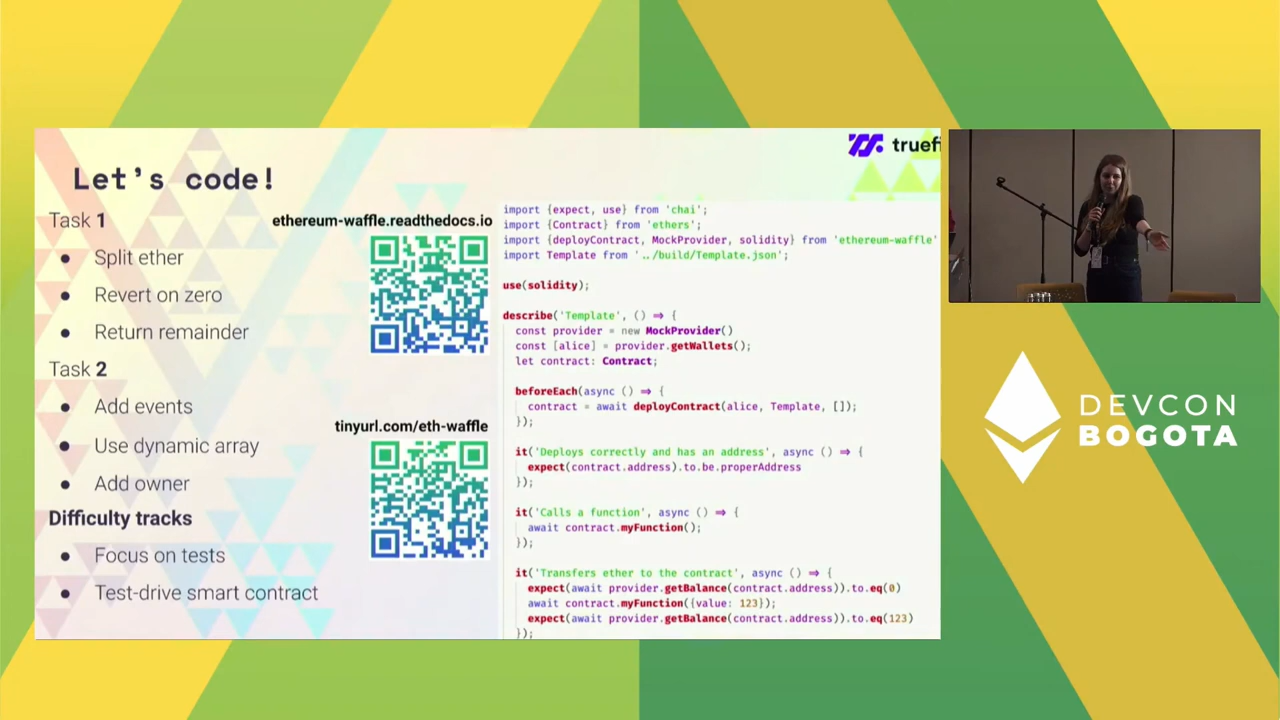 Let's code!
truefi
Task 1
● Split ether
● Revert on zero
● Return remainder
Task 2
● Add events
● Use dynamic array
● Add owner
Difficulty tracks
● Focus on tests
● Test-drive smart contract
ethereum-waffle.readthedocs.io
tinyurl.com/eth-waffle
import {expect, use} from 'chai';
import {Contract} from 'ethers';
import {deployContract, MockProvider, solidity} from 'ethereum-waffle'
import Template from '../build/Template.json';
use(solidity);
describe('Template', () => {
const provider = new MockProvider()
const [alice] = provider.getWallets();
let contract: Contract;
beforeEach(async () => {
contract = await deployContract(alice, Template, []);
});
it('Deploys correctly and has an address', async () => {
expect(contract.address).to.be.properAddress
});
it('Calls a function', async () => {
await contract.myFunction();
});
it('Transfers ether to the contract', async () => {
expect(await provider.getBalance(contract.address)).to.eq(0)
await contract.myFunction({value: 123});
expect(await provider.getBalance(contract.address)).to.eq(123)
});
DEVCON
BOGOTA